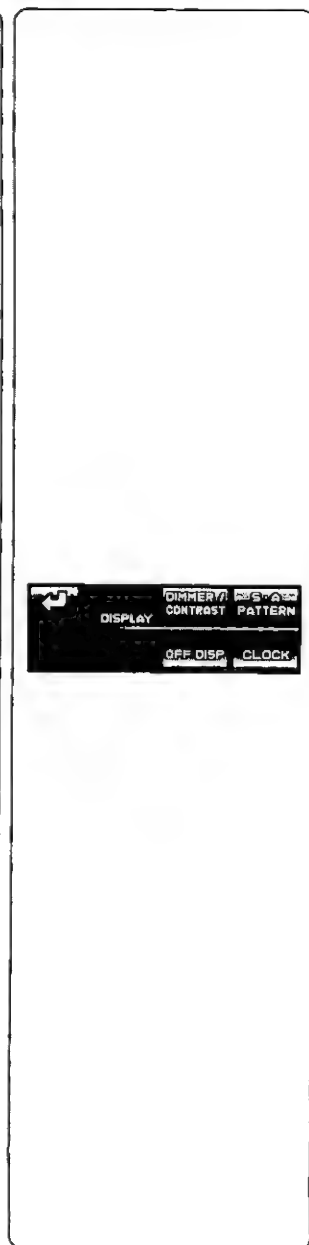 DIMMER/ S·A
CONTRAST PATTERN
DISPLAY
OFF DISP. CLOCK